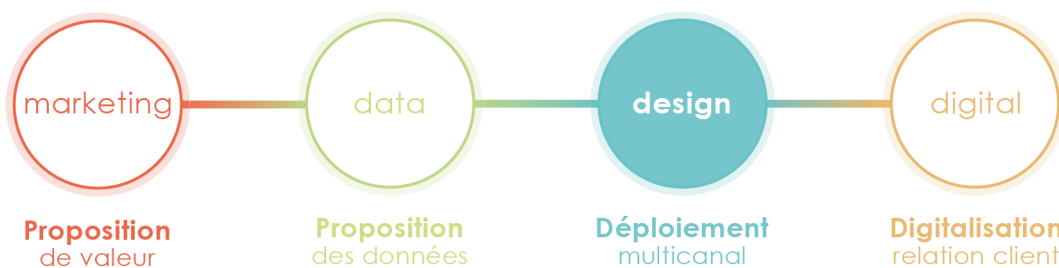 marketing
data
design
digital
Proposition
de valeur
Proposition
des données
Déploiement
multicanal
Digitalisation
relation client